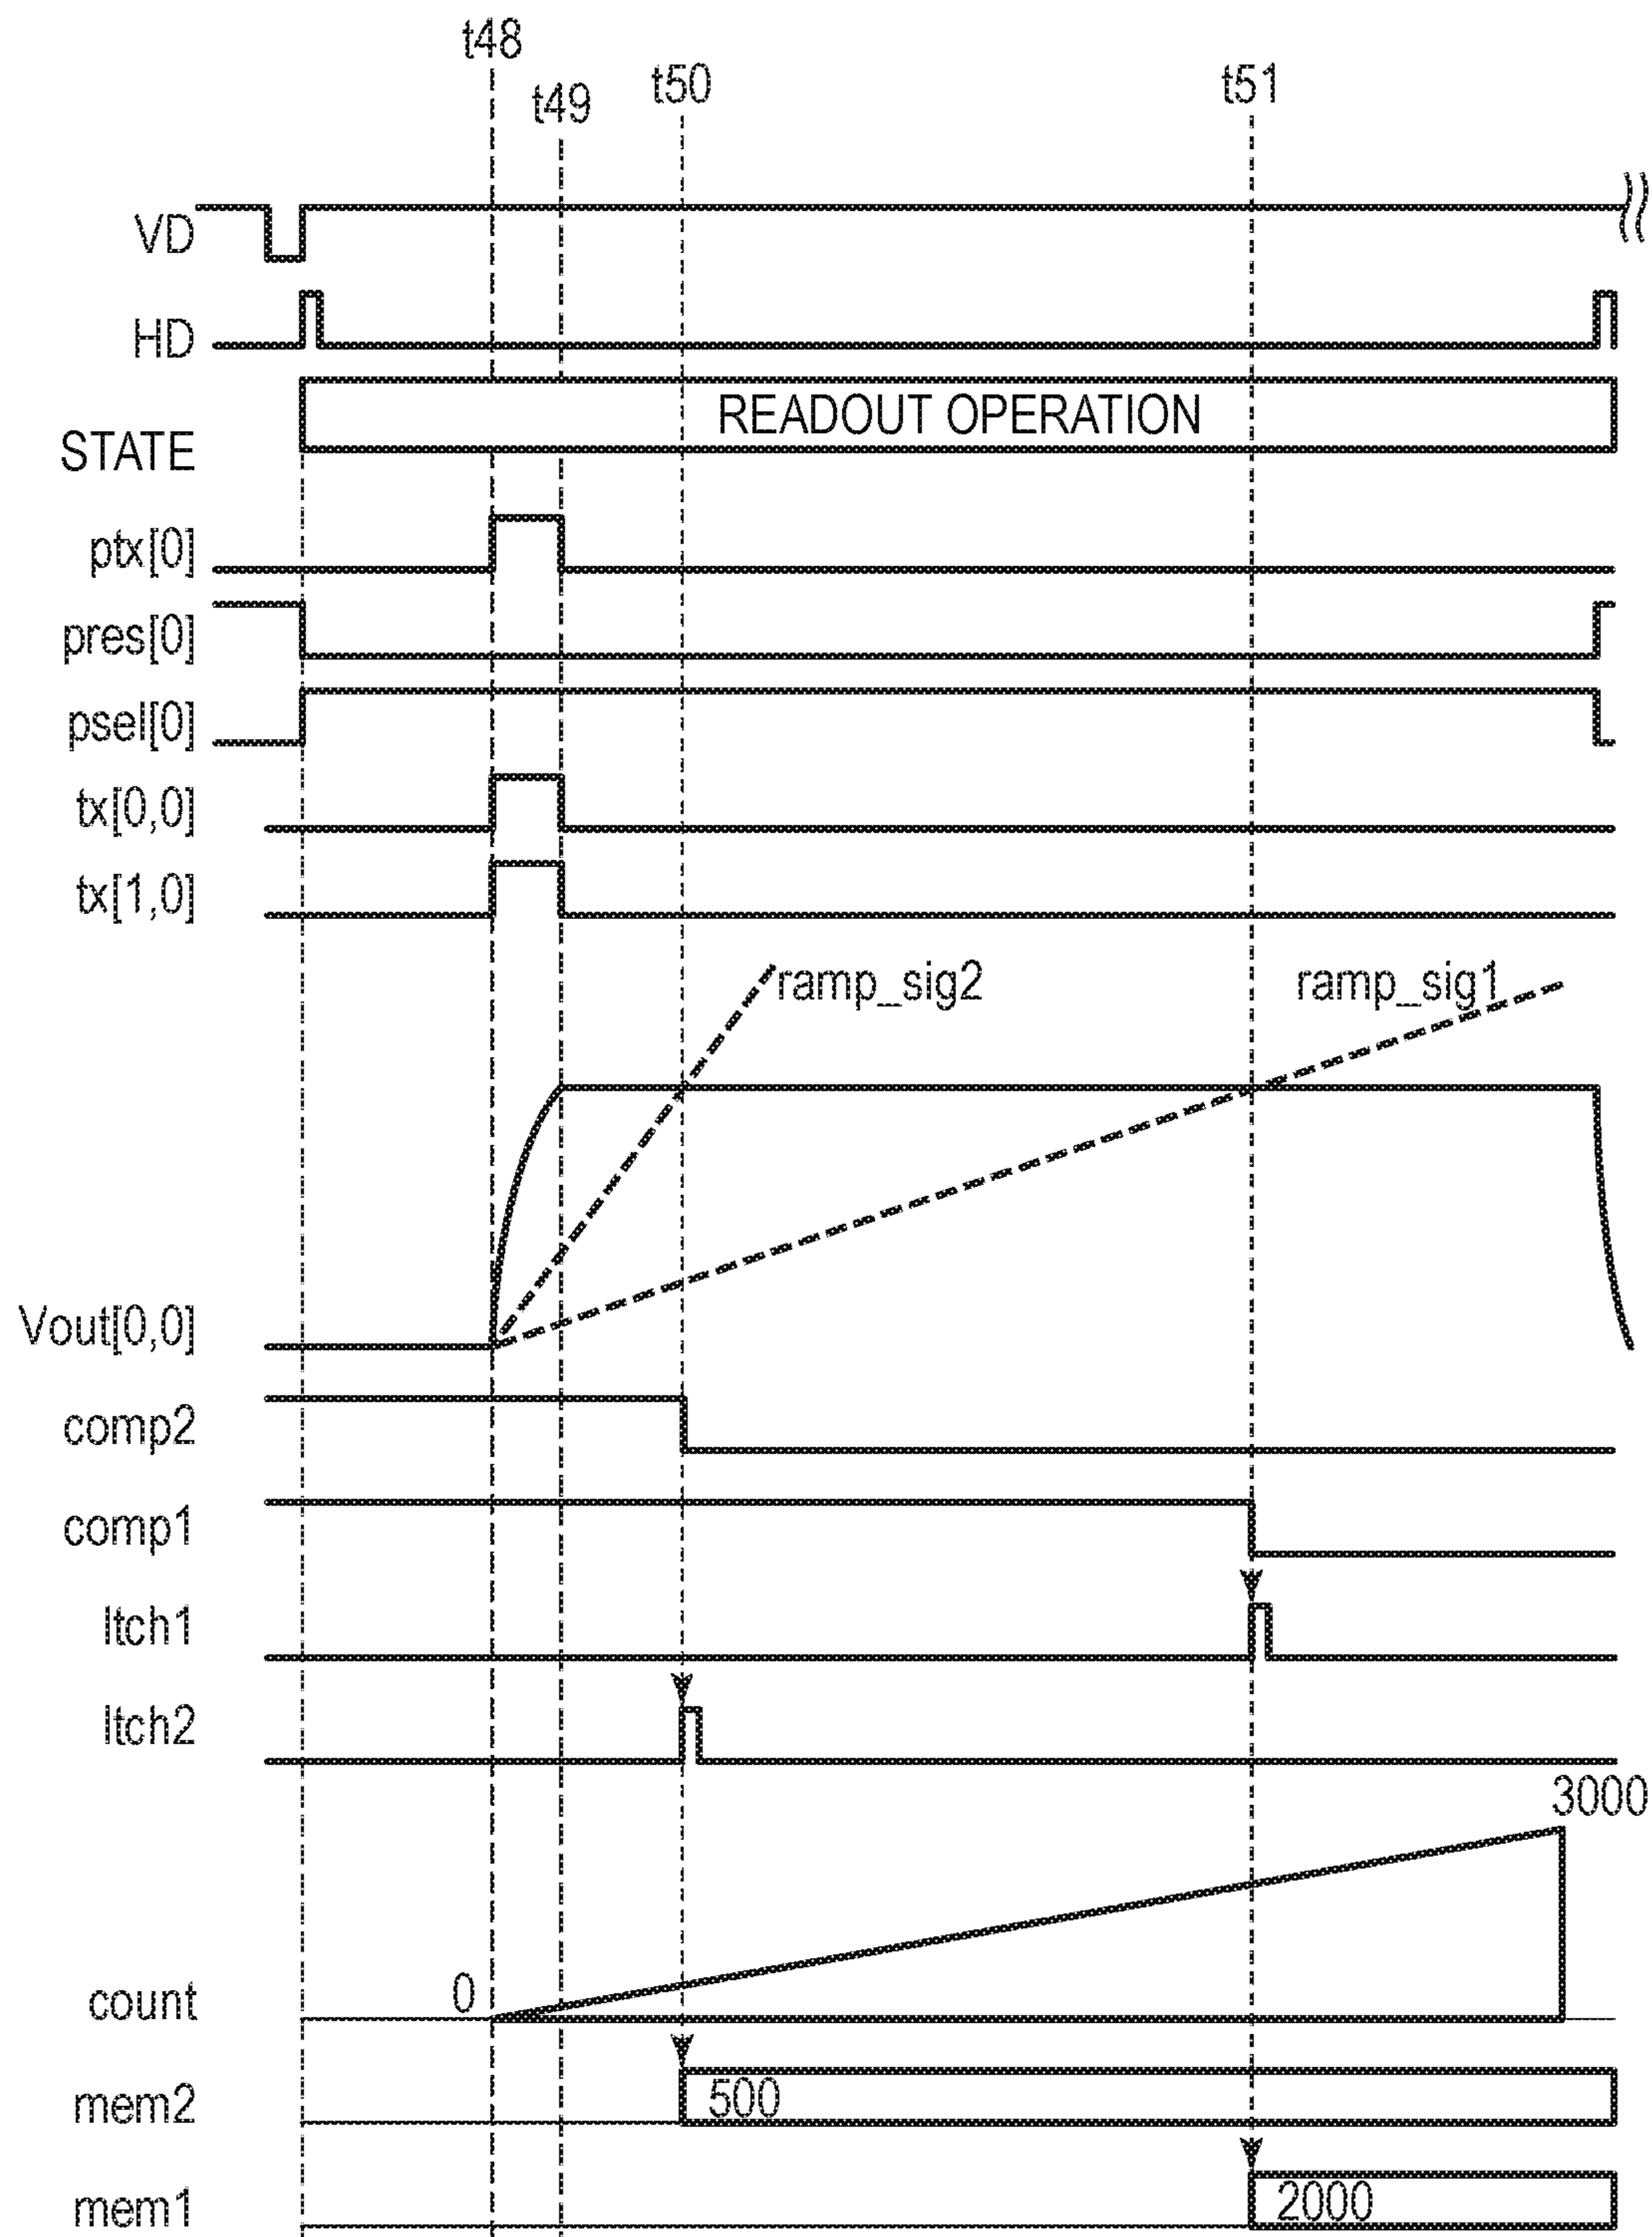 t48
t49
t50
t51
VD
HD
STATE
READOUT OPERATION
ptx[0]
pres[0]
psel[0]
tx[0,0]
tx[1,0]
ramp_sig2
ramp_sig1
Vout[0,0]
comp2
comp1
ltch1
ltch2
3000
count
0
mem2
500
mem1
2000